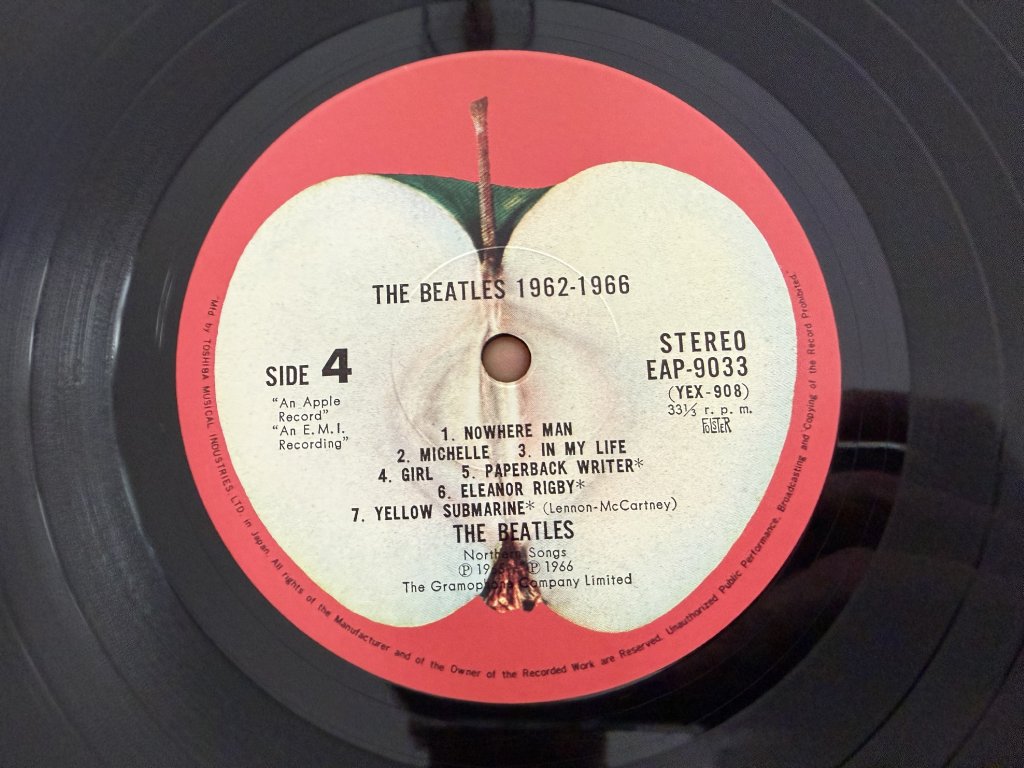 THE BEATLES 1962-1966
STEREO
SIDE 4
EAP-9033
(YEX-908)
"An Apple
Record"
"An E.M.I.
Recording"
33⅓ r. p. m.
1. NOWHERE MAN
2. MICHELLE 3. IN MY LIFE
4. GIRL 5. PAPERBACK WRITER*
6. ELEANOR RIGBY*
7. YELLOW SUBMARINE* (Lennon-McCartney)
THE BEATLES
Northern Songs
Ⓟ 1966
The Gramophone Company Limited
"Mfd. by TOSHIBA MUSICAL INDUSTRIES LTD. in Japan. All rights of the Manufacturer and of the Owner of the Recorded Work are Reserved. Unauthorized Public Performance, Broadcasting and Copying of the Record Prohibited."